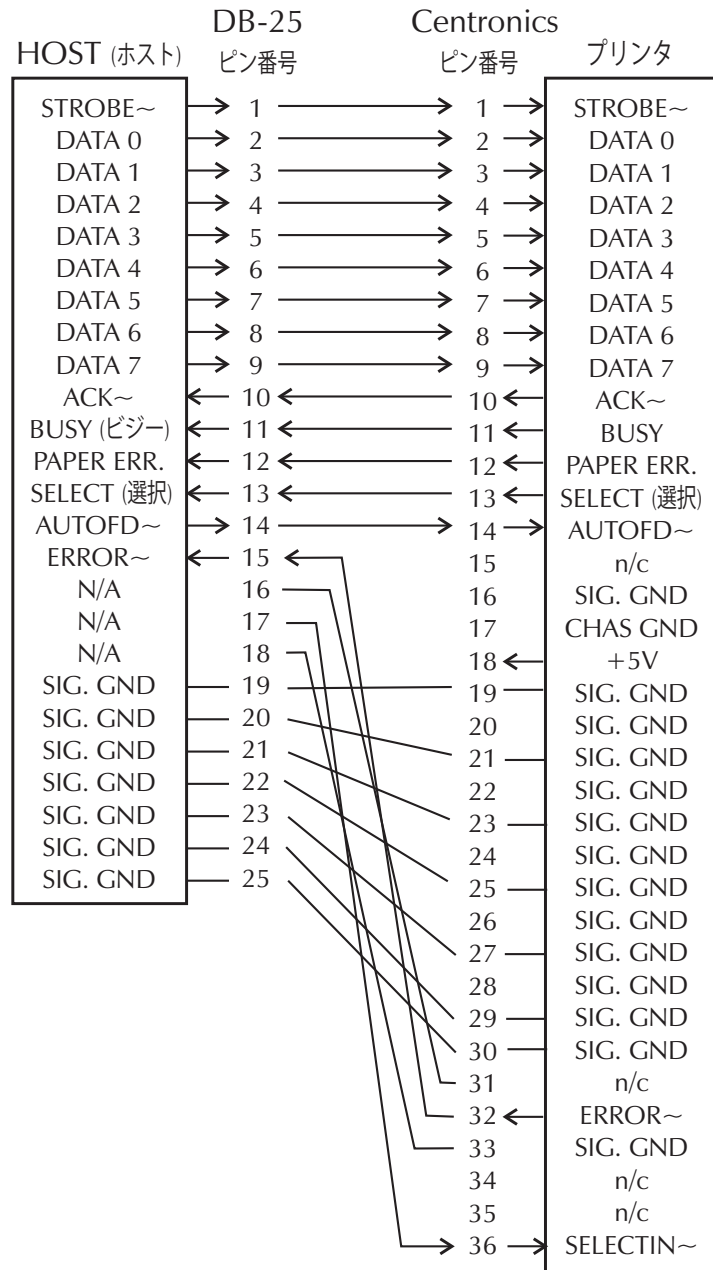 DB-25 Centronics
HOST (ホスト) ピン番号 ピン番号 プリンタ
STROBE~ 1 1 STROBE~
DATA 0 2 2 DATA 0
DATA 1 3 3 DATA 1
DATA 2 4 4 DATA 2
DATA 3 5 5 DATA 3
DATA 4 6 6 DATA 4
DATA 5 7 7 DATA 5
DATA 6 8 8 DATA 6
DATA 7 9 9 DATA 7
ACK~ 10 10 ACK~
BUSY (ビジー) 11 11 BUSY
PAPER ERR. 12 12 PAPER ERR.
SELECT (選択) 13 13 SELECT (選択)
AUTOFD~ 14 14 AUTOFD~
ERROR~ 15 15 n/c
N/A 16 16 SIG. GND
N/A 17 17 CHAS GND
N/A 18 18 +5V
SIG. GND 19 19 SIG. GND
SIG. GND 20 20 SIG. GND
SIG. GND 21 21 SIG. GND
SIG. GND 22 22 SIG. GND
SIG. GND 23 23 SIG. GND
SIG. GND 24 24 SIG. GND
SIG. GND 25 25 SIG. GND
26 SIG. GND
27 SIG. GND
28 SIG. GND
29 SIG. GND
30 SIG. GND
31 n/c
32 ERROR~
33 SIG. GND
34 n/c
35 n/c
36 SELECTIN~